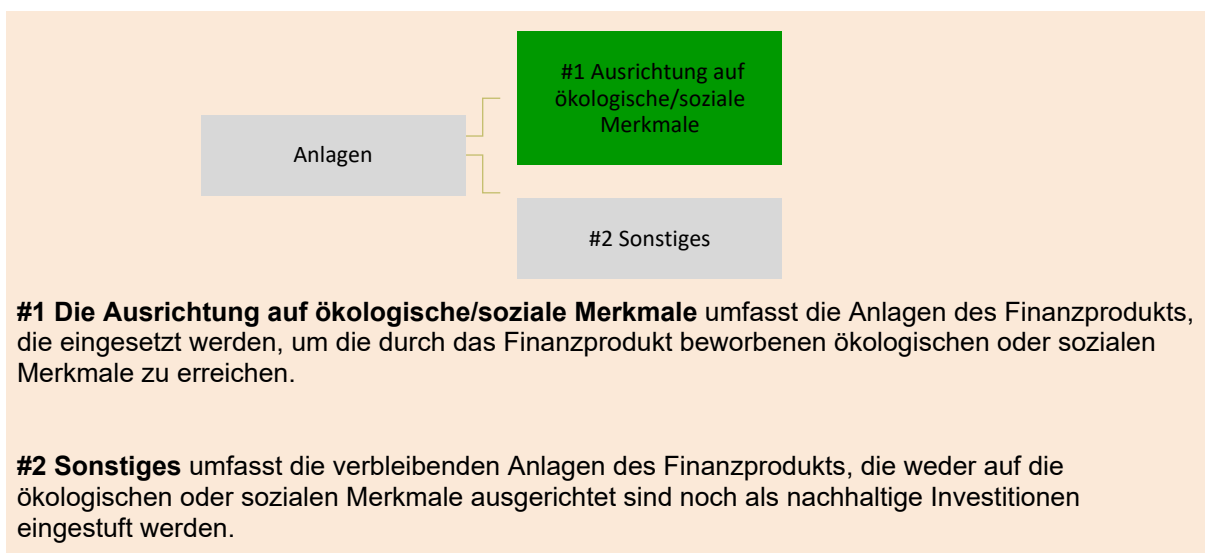 #1 Ausrichtung auf
ökologische/soziale
Merkmale
Anlagen
#2 Sonstiges
#1 Die Ausrichtung auf ökologische/soziale Merkmale umfasst die Anlagen des Finanzprodukts,
die eingesetzt werden, um die durch das Finanzprodukt beworbenen ökologischen oder sozialen
Merkmale zu erreichen.
#2 Sonstiges umfasst die verbleibenden Anlagen des Finanzprodukts, die weder auf die
ökologischen oder sozialen Merkmale ausgerichtet sind noch als nachhaltige Investitionen
eingestuft werden.